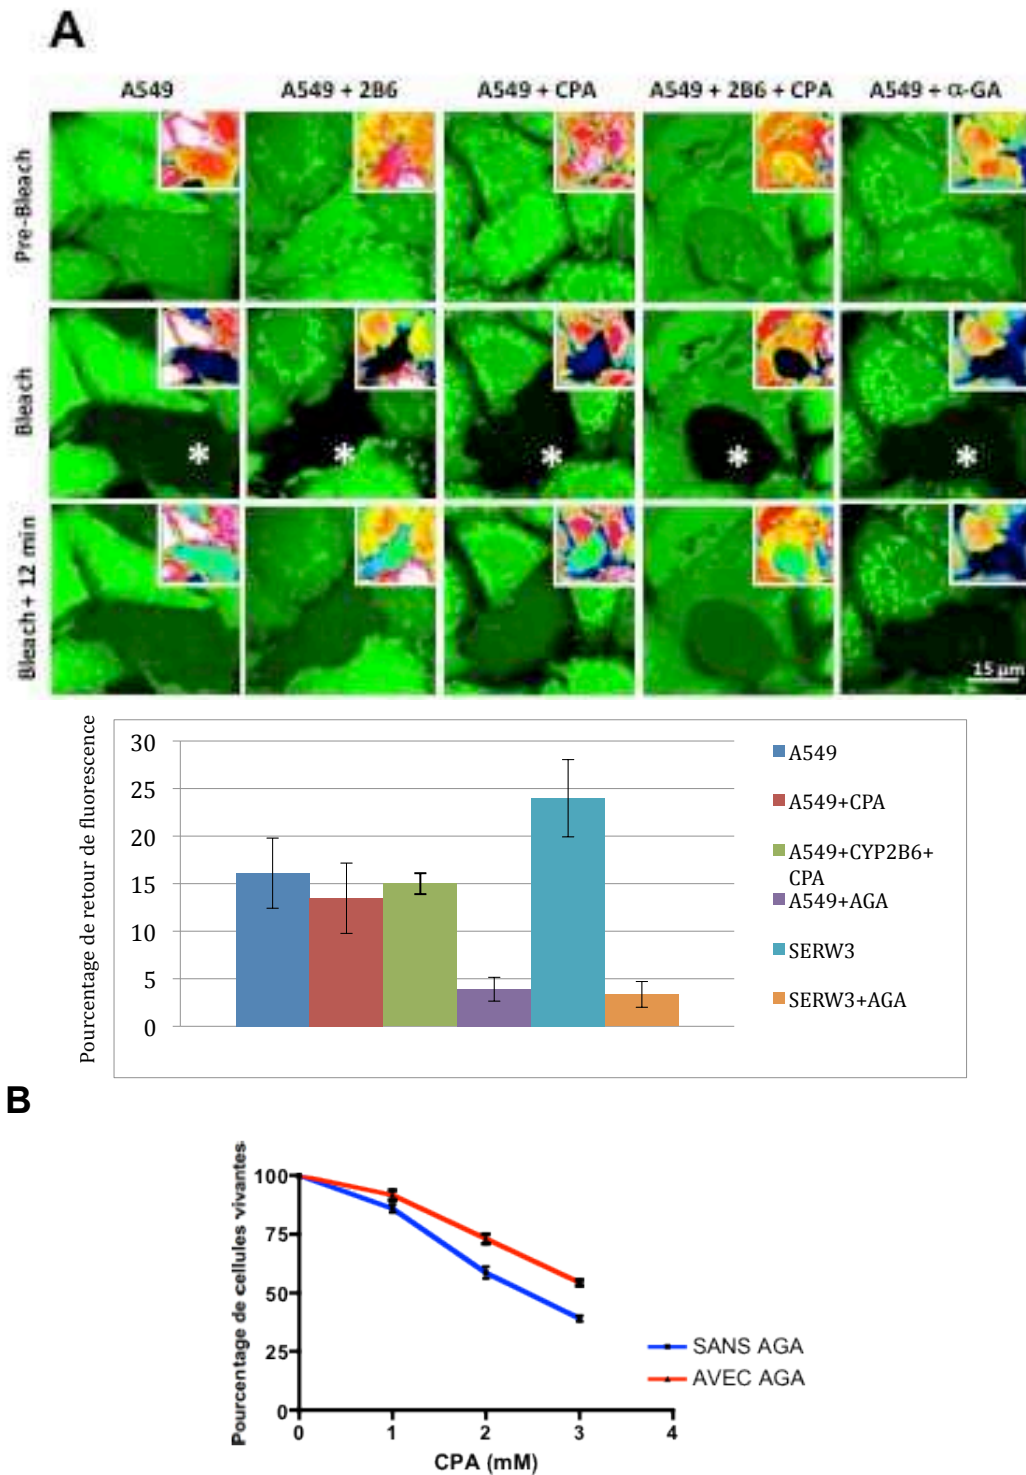 A
A549
A549 + 2B6
A549 + CPA
A549 + 2B6 + CPA
A549 + α-GA
Pre-Bleach
Bleach
*
*
*
*
*
Bleach + 12 min
15 µm
Pourcentage de retour de fluorescence
30
25
20
15
10
5
0
A549
A549+CPA
A549+CYP2B6+
CPA
A549+AGA
SERW3
SERW3+AGA
B
Pourcentage de cellules vivantes
100
75
50
25
0
0 1 2 3 4
CPA (mM)
SANS AGA
AVEC AGA